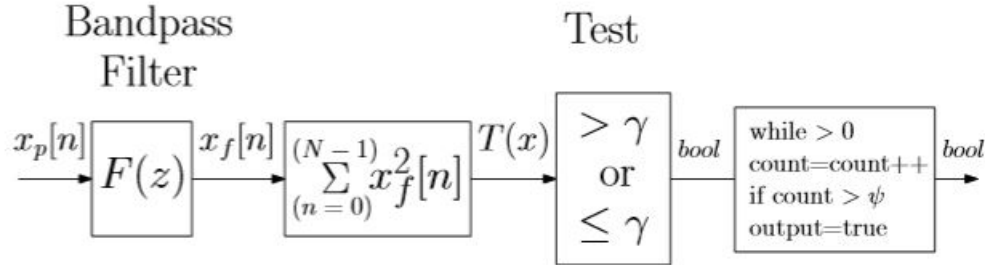 Bandpass
Filter
Test
x_p[n]
F(z)
x_f[n]
(N − 1)
∑ x_f^2[n]
(n = 0)
T(x)
> γ
or
≤ γ
bool
while > 0
count=count++
if count > ψ
output=true
bool